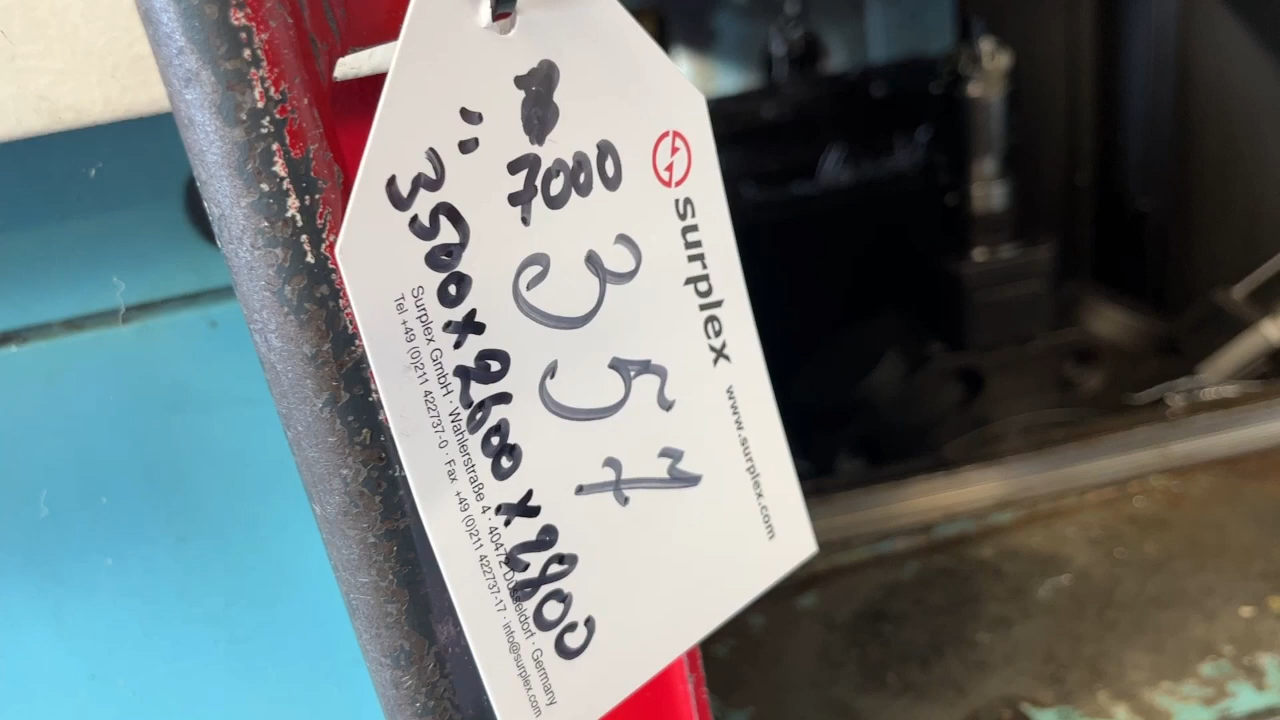 surplex www.surplex.com
357
7000
3500x2600x2800
Surplex GmbH · Wahlerstraße 4 · 40472 Düsseldorf · Germany
Tel +49 (0)211 422737-0 · Fax +49 (0)211 422737-17 · info@surplex.com